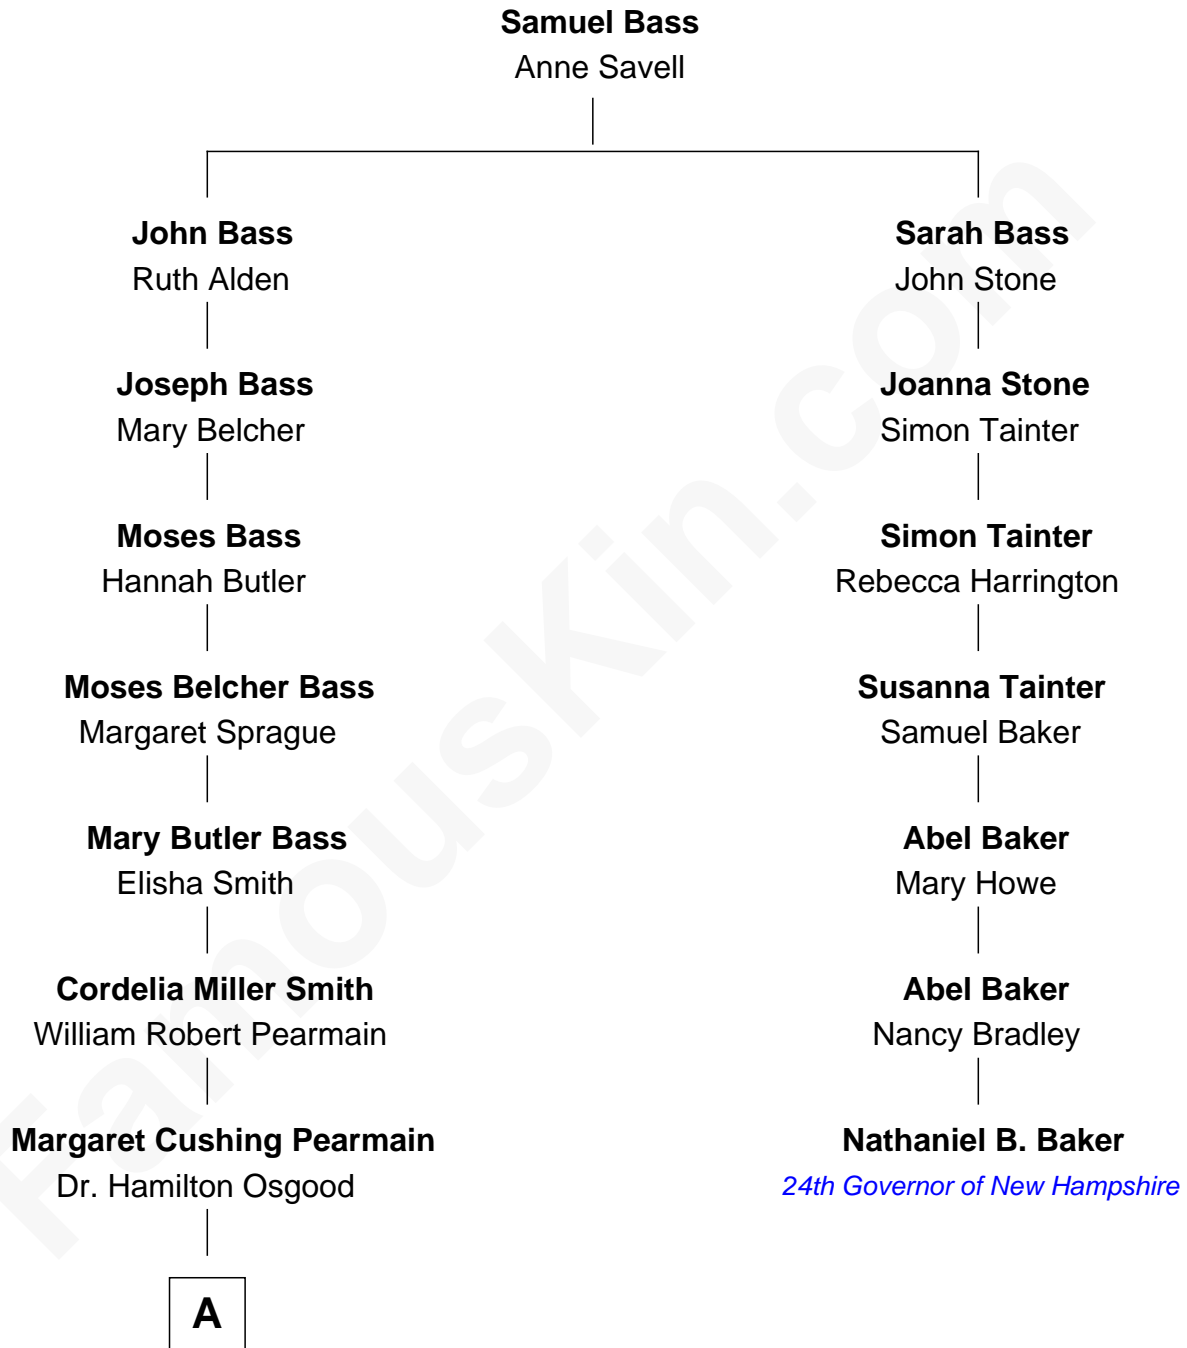 Samuel Bass
Anne Savell
John Bass
Ruth Alden
Sarah Bass
John Stone
Joseph Bass
Mary Belcher
Joanna Stone
Simon Tainter
Moses Bass
Hannah Butler
Simon Tainter
Rebecca Harrington
Moses Belcher Bass
Margaret Sprague
Susanna Tainter
Samuel Baker
Mary Butler Bass
Elisha Smith
Abel Baker
Mary Howe
Cordelia Miller Smith
William Robert Pearmain
Abel Baker
Nancy Bradley
Margaret Cushing Pearmain
Dr. Hamilton Osgood
Nathaniel B. Baker
24th Governor of New Hampshire
A
FamousKin.com